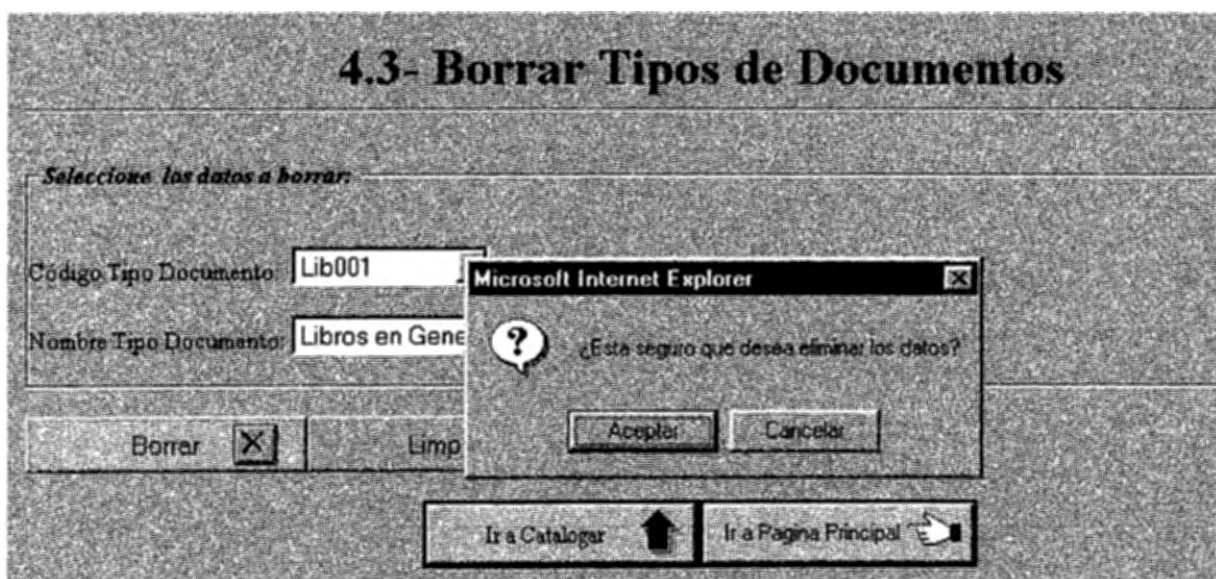 4.3- Borrar Tipos de Documentos
Seleccione los datos a borrar:
Código Tipo Documento: Lib001
Microsoft Internet Explorer
Nombre Tipo Documento: Libros en Gene
¿Esta seguro que desea eliminar los datos?
Aceptar Cancelar
Borrar Limp
Ir a Catalogar Ir a Pagina Principal